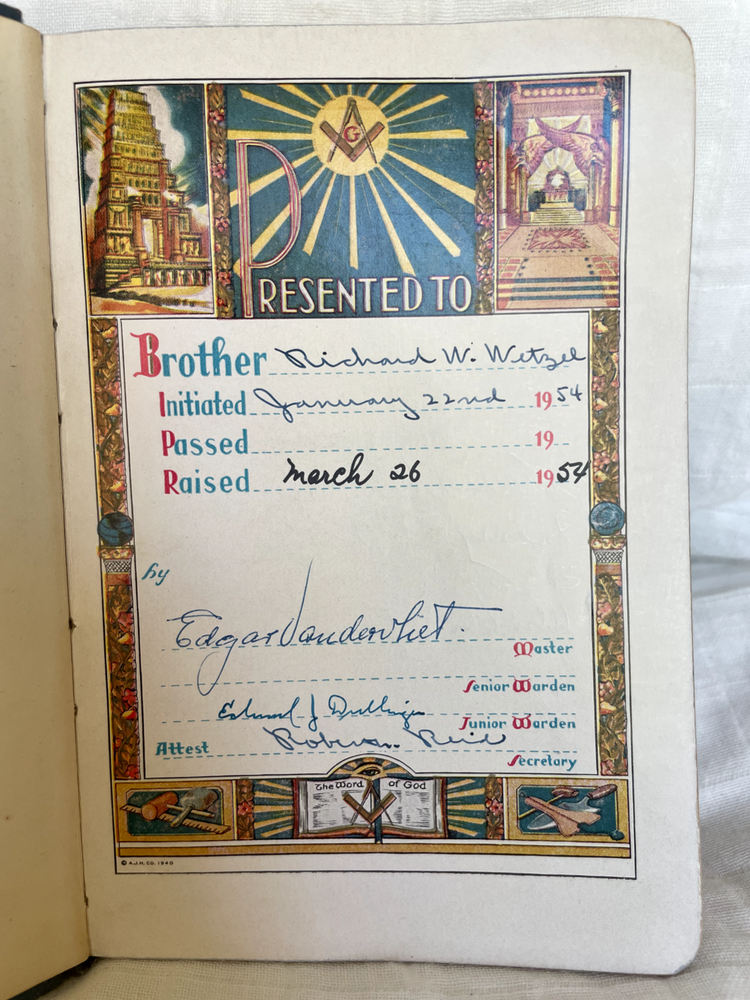 G
PRESENTED TO
Brother Richard W. Wetzel
Initiated January 22nd 1954
Passed 19
Raised March 26 1954
by
Edgar Vandervliet.
Master
Senior Warden
J
Junior Warden
Attest Reid
Secretary
The Word of God
© A.J.H. CO. 1940